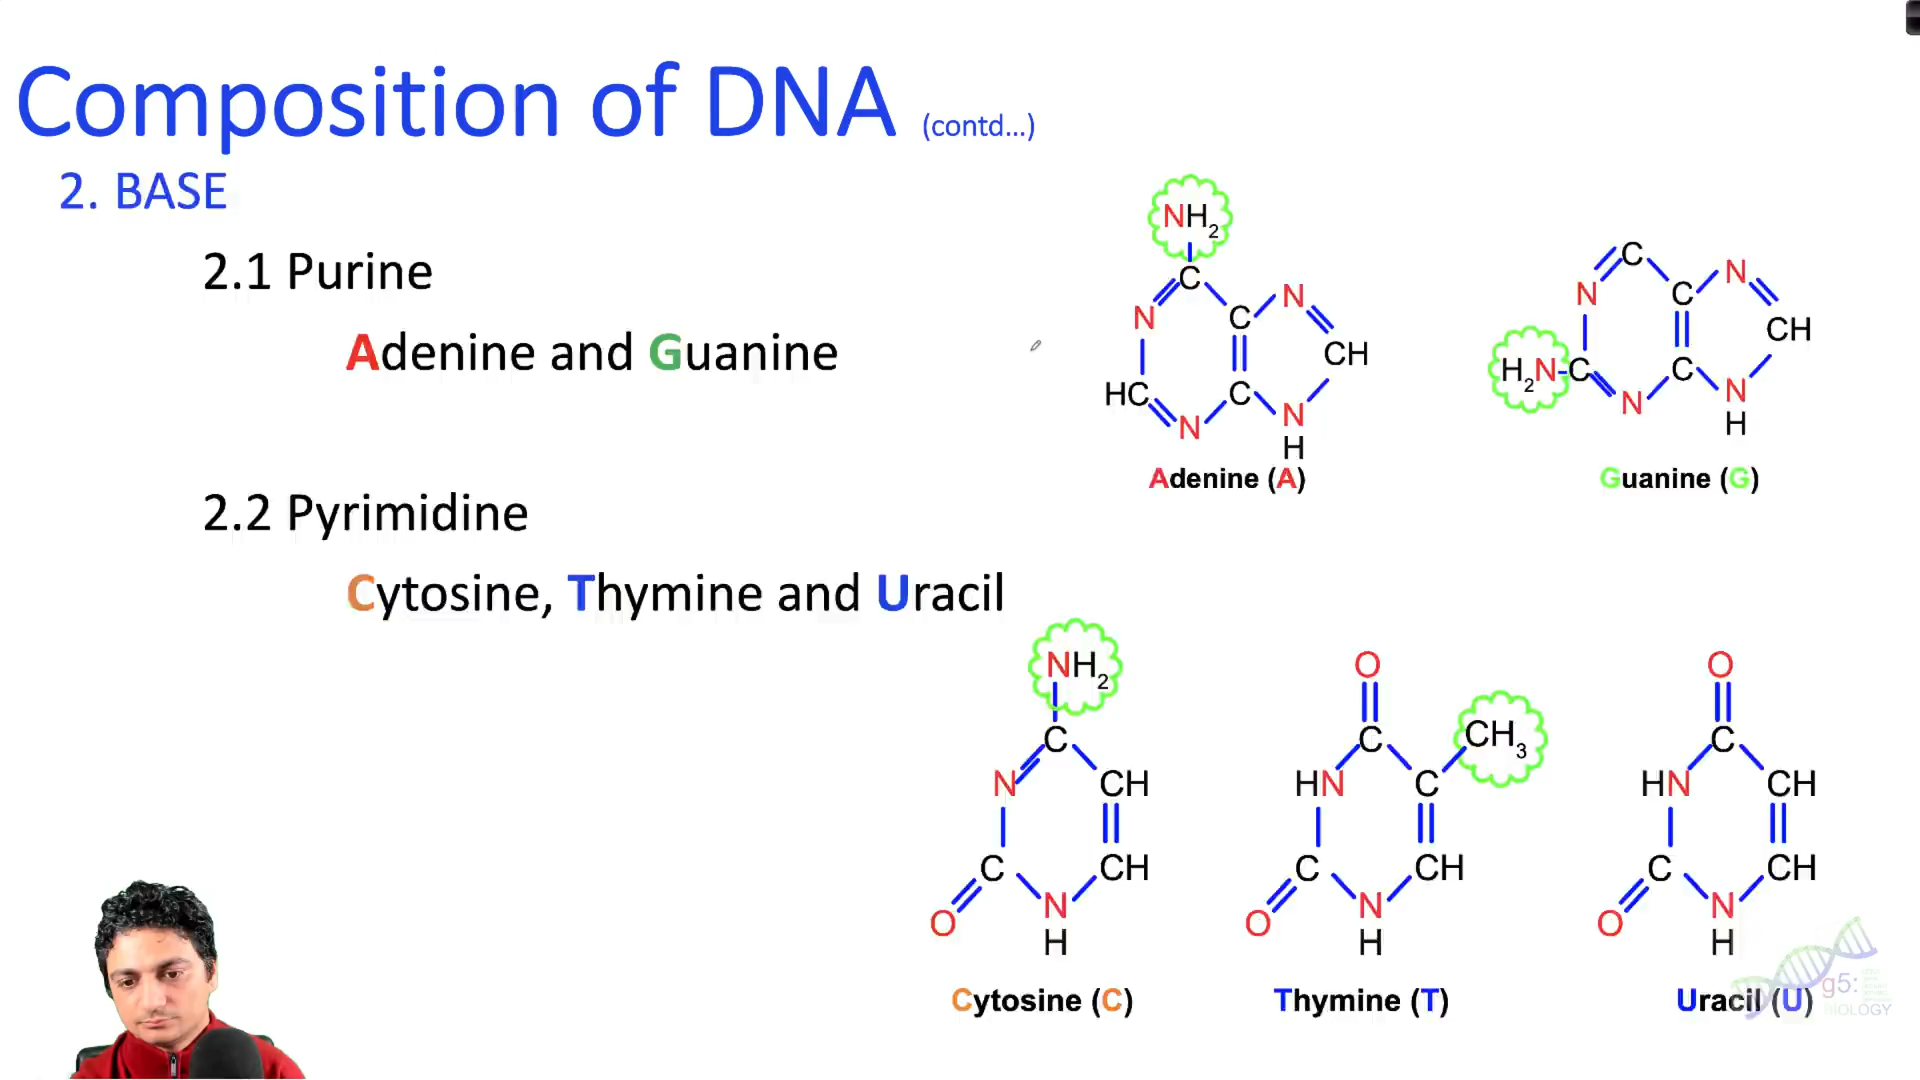 Composition of DNA (contd...)
2. BASE
2.1 Purine
Adenine and Guanine
2.2 Pyrimidine
Cytosine, Thymine and Uracil
NH2
C
N
C
N
CH
HC
N
C
N
H
Adenine (A)
C
N
C
N
CH
H2N
C
N
C
N
H
Guanine (G)
NH2
C
N
CH
C
CH
O
N
H
Cytosine (C)
O
C
CH3
HN
C
C
CH
O
N
H
Thymine (T)
O
C
HN
CH
C
CH
O
N
H
Uracil (U)
g5:
BIOLOGY